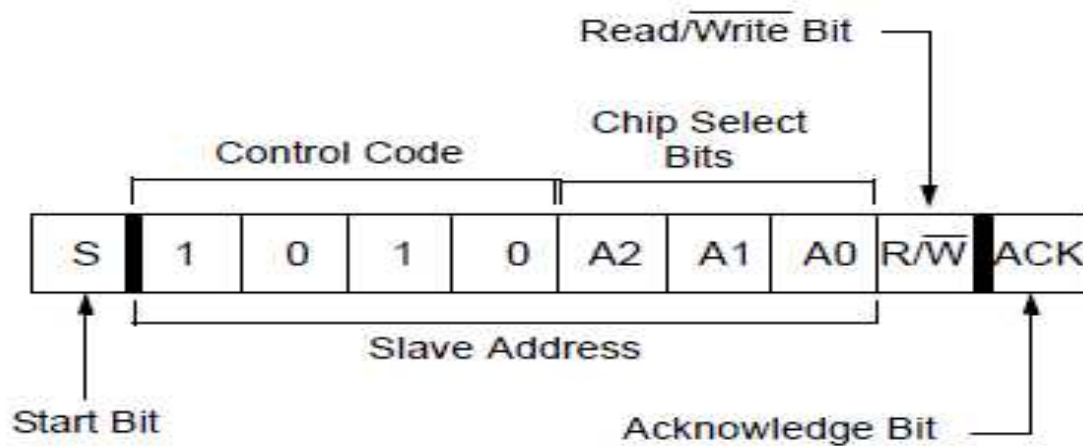 Read/Write Bit
Chip Select
Bits
Control Code
S 1 0 1 0 A2 A1 A0 R/W ACK
Slave Address
Start Bit
Acknowledge Bit